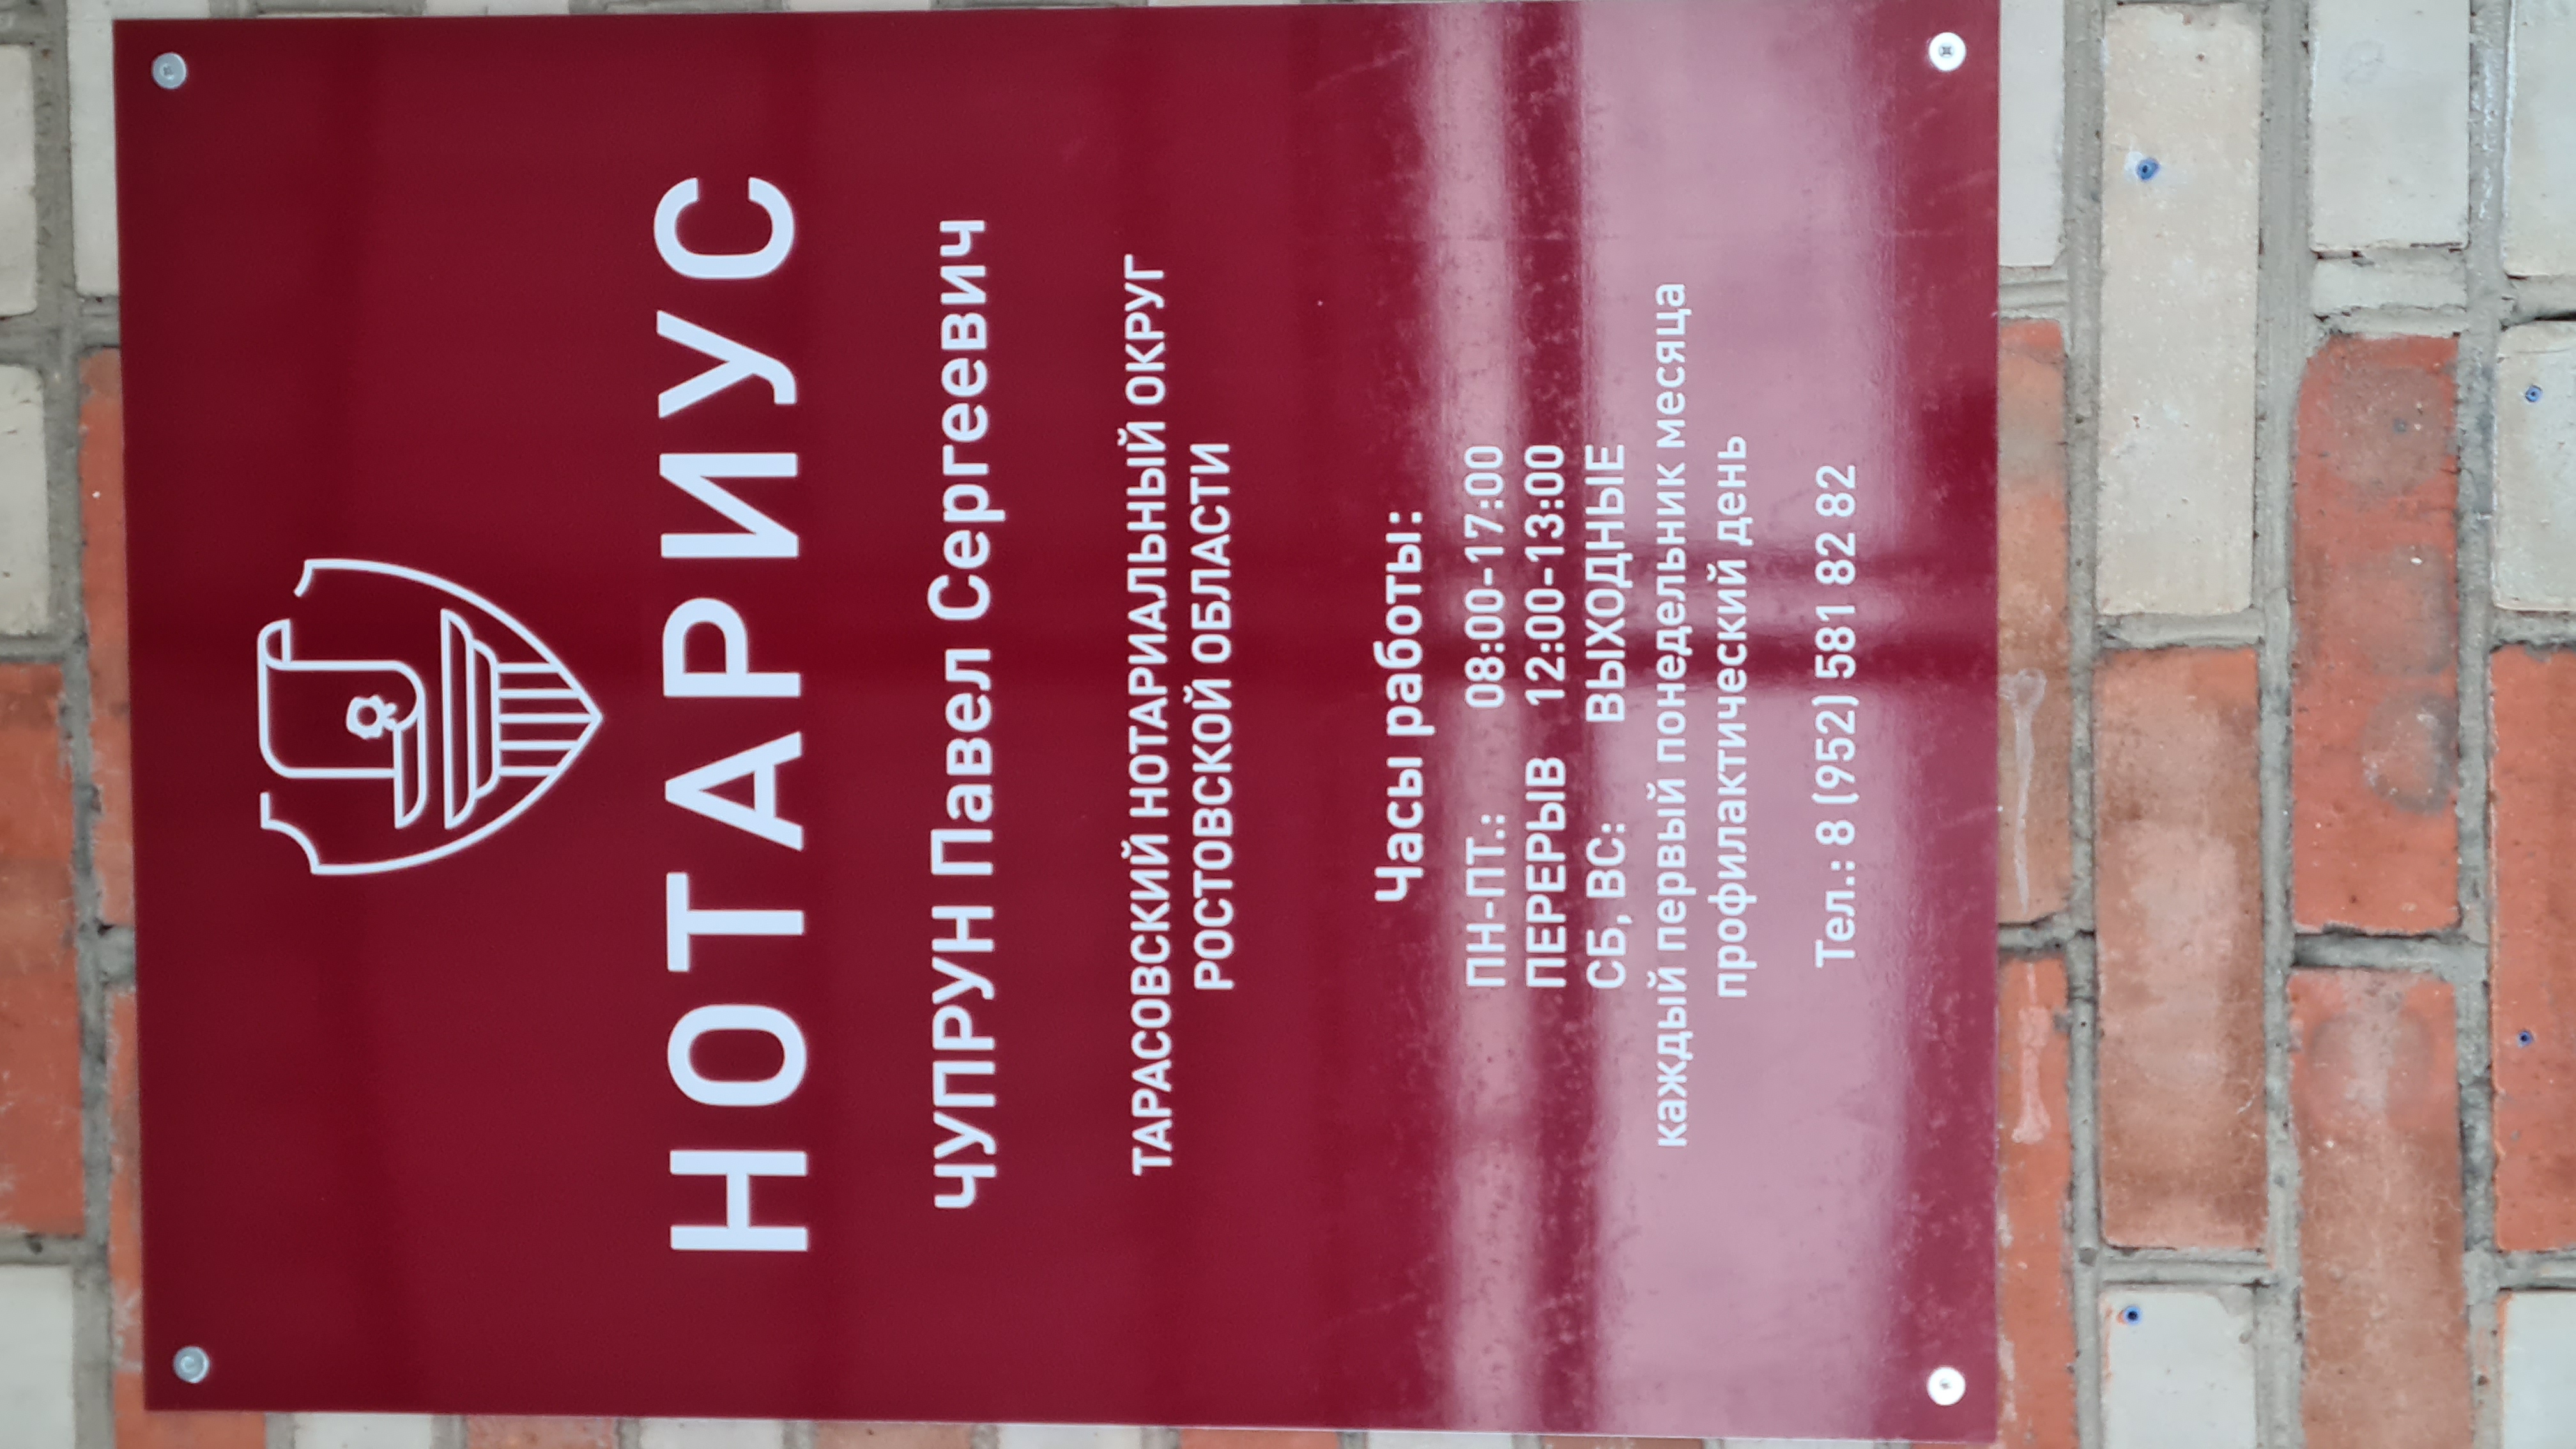 НОТАРИУС
ЧУПРУН Павел Сергеевич
ТАРАСОВСКИЙ НОТАРИАЛЬНЫЙ ОКРУГ
РОСТОВСКОЙ ОБЛАСТИ
Часы работы:
ПН-ПТ.: 08:00-17:00
ПЕРЕРЫВ 12:00-13:00
СБ, ВС: ВЫХОДНЫЕ
каждый первый понедельник месяца
профилактический день
Тел.: 8 (952) 581 82 82